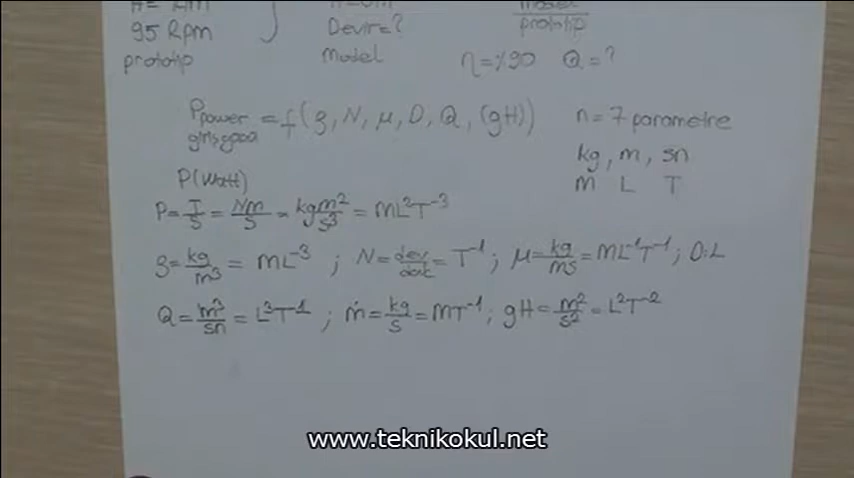 95 Rpm
prototip
Devir=?
Model
model
prototip
η=%90 Q=?
Ppower = f(ρ, N, μ, D, Q, (gH))
n=7 parametre
kg, m, sn
M L T
P(Watt)
P=J/S=Nm/S=kgm²/s³=ML²T⁻³
ρ=kg/m³=ML⁻³ ; N=dev/dak=T⁻¹; μ=kg/ms=ML⁻¹T⁻¹; D:L
Q=m³/sn=L³T⁻¹ ; ṁ=kg/s=MT⁻¹; gH=m²/s²=L²T⁻²
www.teknikokul.net